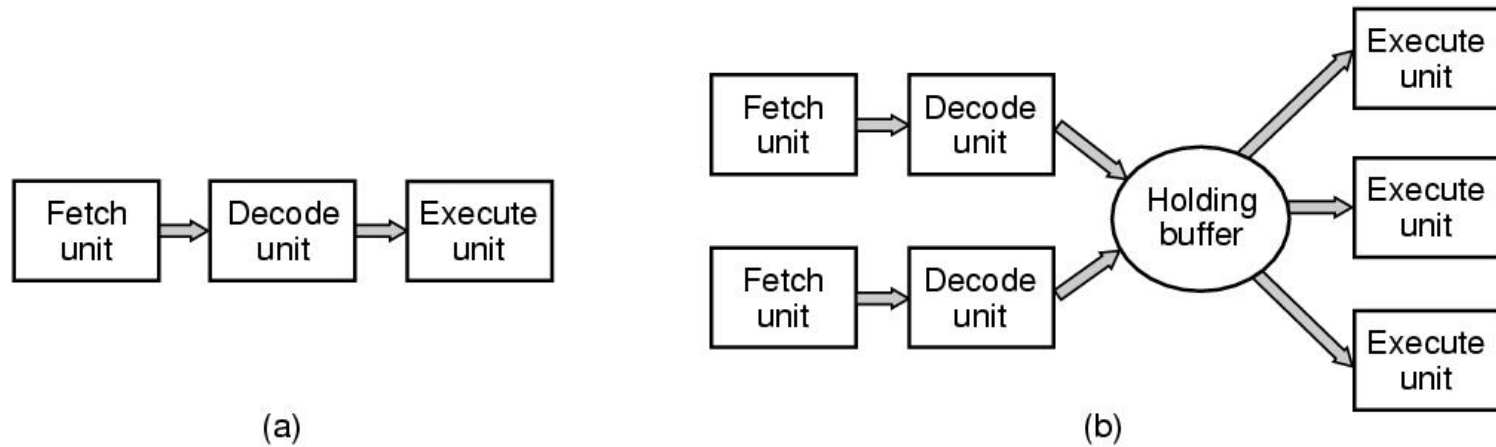 Fetch
unit
Decode
unit
Execute
unit
(a)
Fetch
unit
Decode
unit
Fetch
unit
Decode
unit
Holding
buffer
Execute
unit
Execute
unit
Execute
unit
(b)